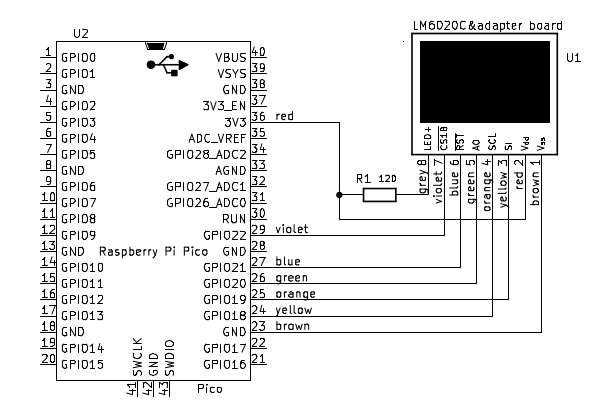 U2
LM6020C&adapter board
U1
1 GPIO0
2 GPIO1
3 GND
4 GPIO2
5 GPIO3
6 GPIO4
7 GPIO5
8 GND
9 GPIO6
10 GPIO7
11 GPIO8
12 GPIO9
13 GND
14 GPIO10
15 GPIO11
16 GPIO12
17 GPIO13
18 GND
19 GPIO14
20 GPIO15
Raspberry Pi Pico
VBUS 40
VSYS 39
GND 38
3V3_EN 37
3V3 36 red
ADC_VREF 35
GPIO28_ADC2 34
AGND 33
GPIO27_ADC1 32
GPIO26_ADC0 31
RUN 30
GPIO22 29 violet
GND 28
GPIO21 27 blue
GPIO20 26 green
GPIO19 25 orange
GPIO18 24 yellow
GND 23 brown
GPIO17 22
GPIO16 21
41 SWCLK
42 GND
43 SWDIO
Pico
R1 120
LED+ grey 8
CS1B violet 7
RST blue 6
A0 green 5
SCL orange 4
SI yellow 3
Vdd red 2
Vss brown 1